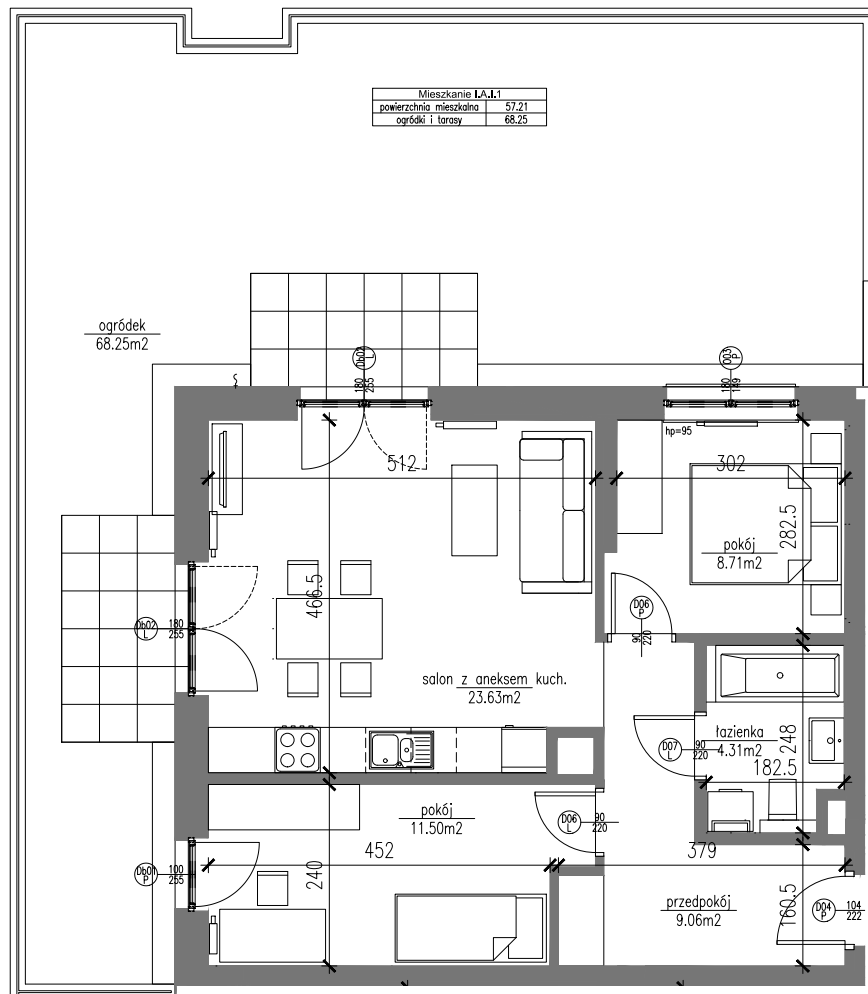 Mieszkanie I.A.I.1
powierzchnia mieszkalna 57.21
ogródki i tarasy 68.25
ogródek
68.25m2
Db02
L
180
255
D03
P
180
149
hp=95
512
302
466.5
282.5
pokój
8.71m2
D06
P
90
220
Db02
L
180
255
salon z aneksem kuch.
23.63m2
łazienka
4.31m2
D07
L
90
220
248
182.5
pokój
11.50m2
D06
L
90
220
Db01
P
100
255
452
379
240
przedpokój
9.06m2
160.5
D04
P
104
222